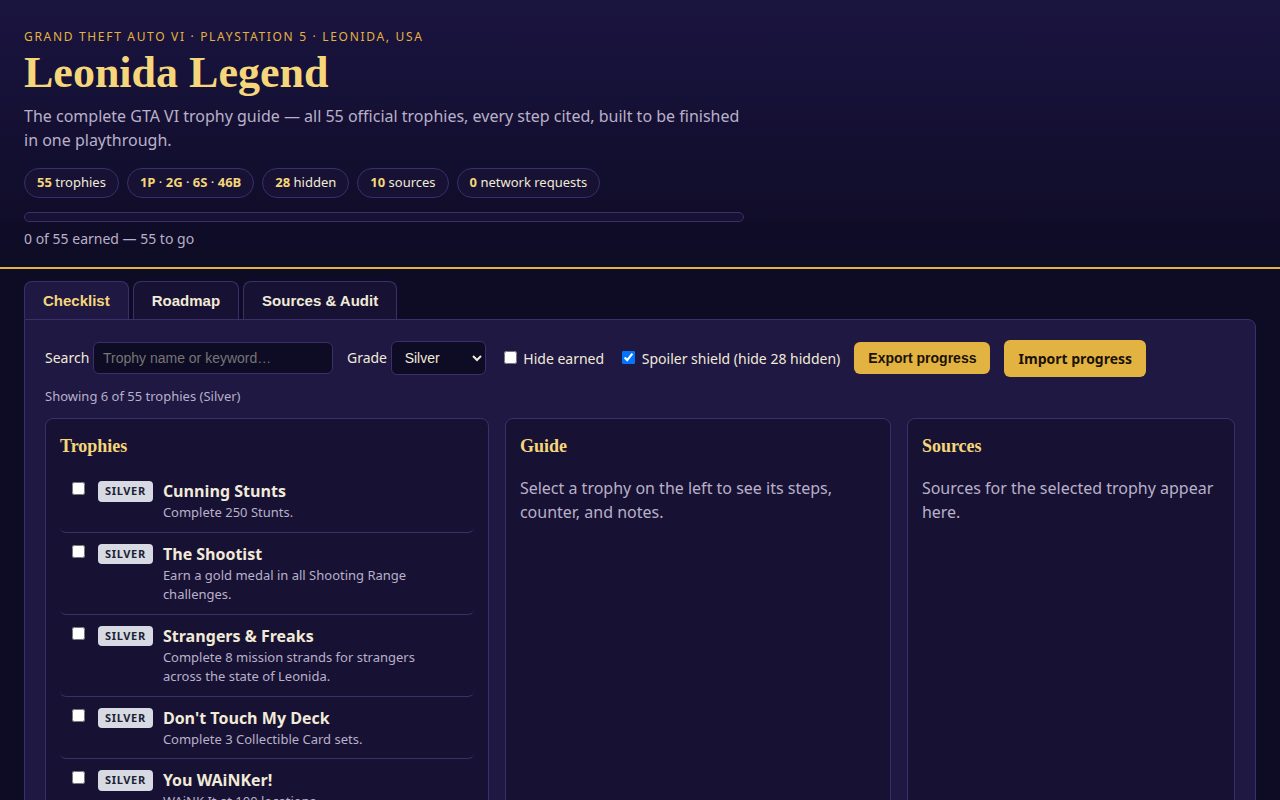 GRAND THEFT AUTO VI · PLAYSTATION 5 · LEONIDA, USA
Leonida Legend
The complete GTA VI trophy guide — all 55 official trophies, every step cited, built to be finished
in one playthrough.
55 trophies
1P · 2G · 6S · 46B
28 hidden
10 sources
0 network requests
0 of 55 earned — 55 to go
Checklist
Roadmap
Sources & Audit
Search
Trophy name or keyword…
Grade
Silver
Hide earned
Spoiler shield (hide 28 hidden)
Export progress
Import progress
Showing 6 of 55 trophies (Silver)
Trophies
SILVER
Cunning Stunts
Complete 250 Stunts.
SILVER
The Shootist
Earn a gold medal in all Shooting Range
challenges.
SILVER
Strangers & Freaks
Complete 8 mission strands for strangers
across the state of Leonida.
SILVER
Don't Touch My Deck
Complete 3 Collectible Card sets.
SILVER
You WAiNKer!
WAiNK It at 100 locations.
Guide
Select a trophy on the left to see its steps,
counter, and notes.
Sources
Sources for the selected trophy appear
here.